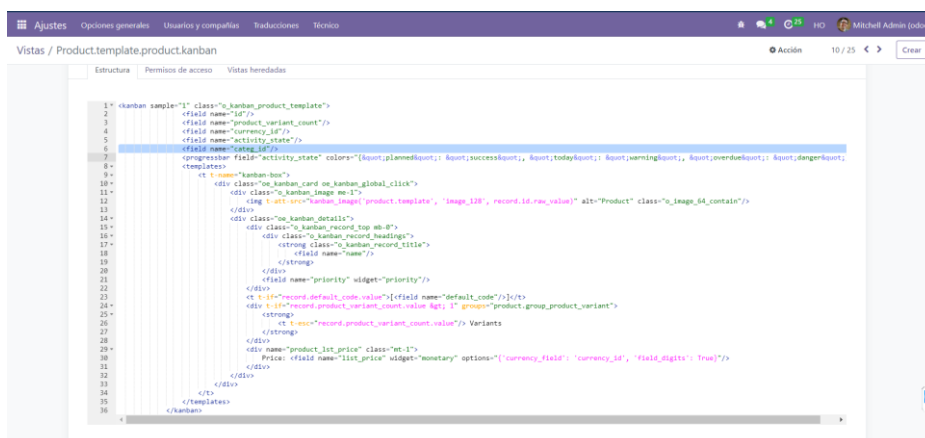 Ajustes Opciones generales Usuarios y compañías Traducciones Técnico 4 25 HO Mitchell Admin (odo
Vistas / Product.template.product.kanban Acción 10 / 25 Crear
Estructura Permisos de acceso Vistas heredadas
1 <kanban sample="1" class="o_kanban_product_template">
2 <field name="id"/>
3 <field name="product_variant_count"/>
4 <field name="currency_id"/>
5 <field name="activity_state"/>
6 <field name="categ_id"/>
7 <progressbar field="activity_state" colors="{&quot;planned&quot;: &quot;success&quot;, &quot;today&quot;: &quot;warning&quot;, &quot;overdue&quot;: &quot;danger&quot;
8 <templates>
9 <t t-name="kanban-box">
10 <div class="oe_kanban_card oe_kanban_global_click">
11 <div class="o_kanban_image me-1">
12 <img t-att-src="kanban_image('product.template', 'image_128', record.id.raw_value)" alt="Product" class="o_image_64_contain"/>
13 </div>
14 <div class="oe_kanban_details">
15 <div class="o_kanban_record_top mb-0">
16 <div class="o_kanban_record_headings">
17 <strong class="o_kanban_record_title">
18 <field name="name"/>
19 </strong>
20 </div>
21 <field name="priority" widget="priority"/>
22 </div>
23 <t t-if="record.default_code.value">[<field name="default_code"/>]</t>
24 <div t-if="record.product_variant_count.value &gt; 1" groups="product.group_product_variant">
25 <strong>
26 <t t-esc="record.product_variant_count.value"/> Variants
27 </strong>
28 </div>
29 <div name="product_lst_price" class="mt-1">
30 Price: <field name="list_price" widget="monetary" options="{'currency_field': 'currency_id', 'field_digits': True}"/>
31 </div>
32 </div>
33 </div>
34 </t>
35 </templates>
36 </kanban>